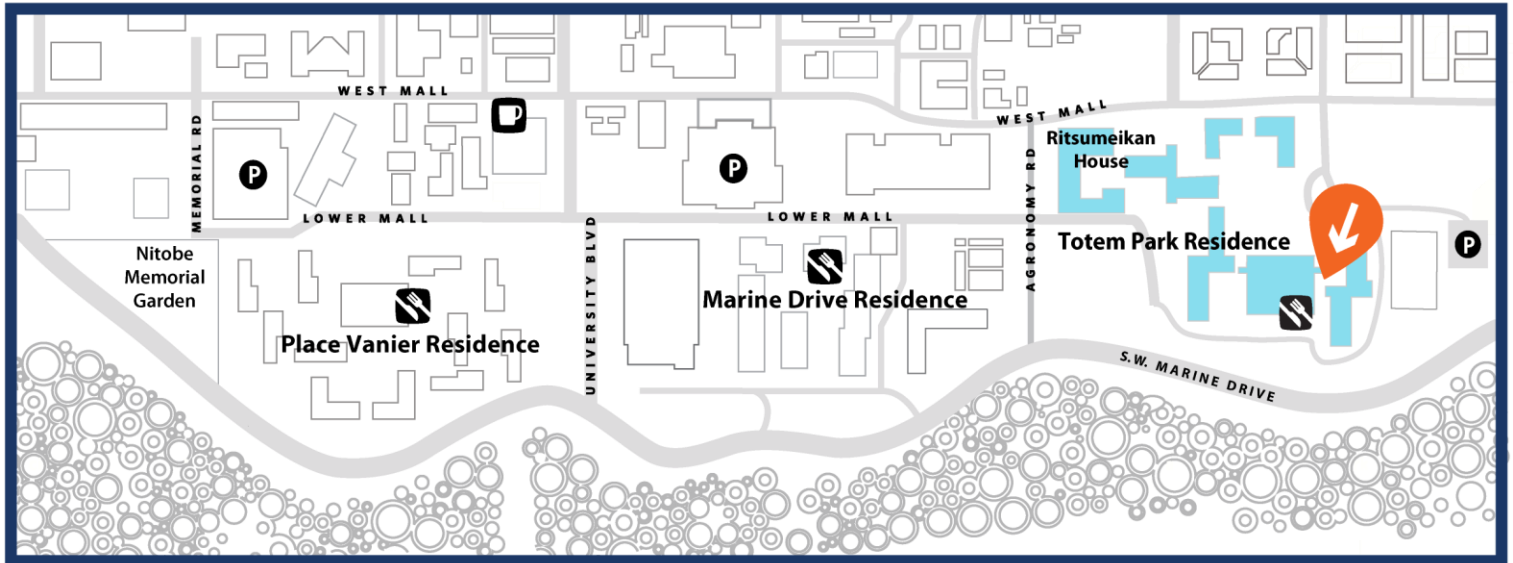 WEST MALL
WEST MALL
MEMORIAL RD
P
P
Ritsumeikan
House
AGRONOMY RD
LOWER MALL
LOWER MALL
Nitobe
Memorial
Garden
UNIVERSITY BLVD
Totem Park Residence
P
Marine Drive Residence
Place Vanier Residence
S.W. MARINE DRIVE